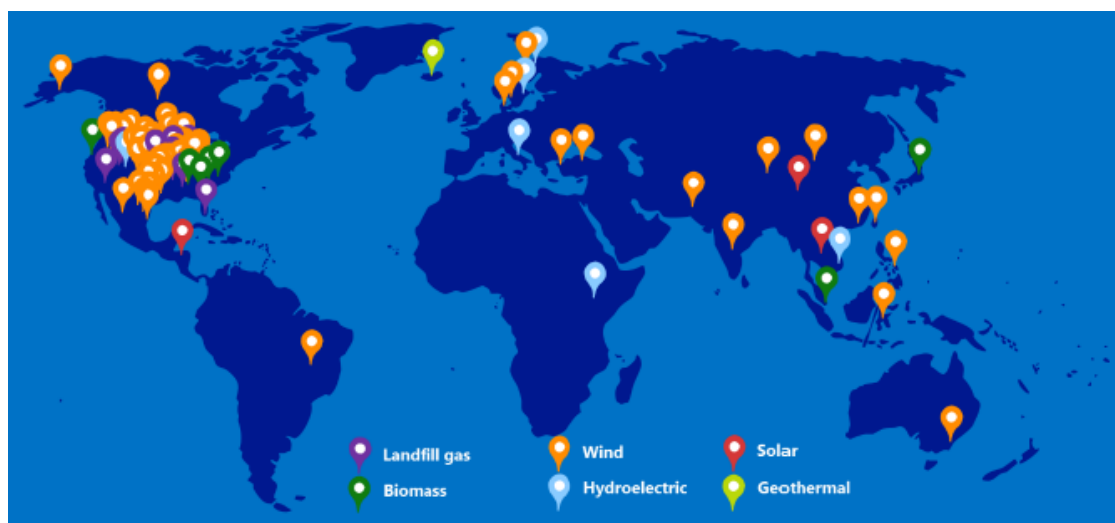 Landfill gas
Wind
Solar
Biomass
Hydroelectric
Geothermal